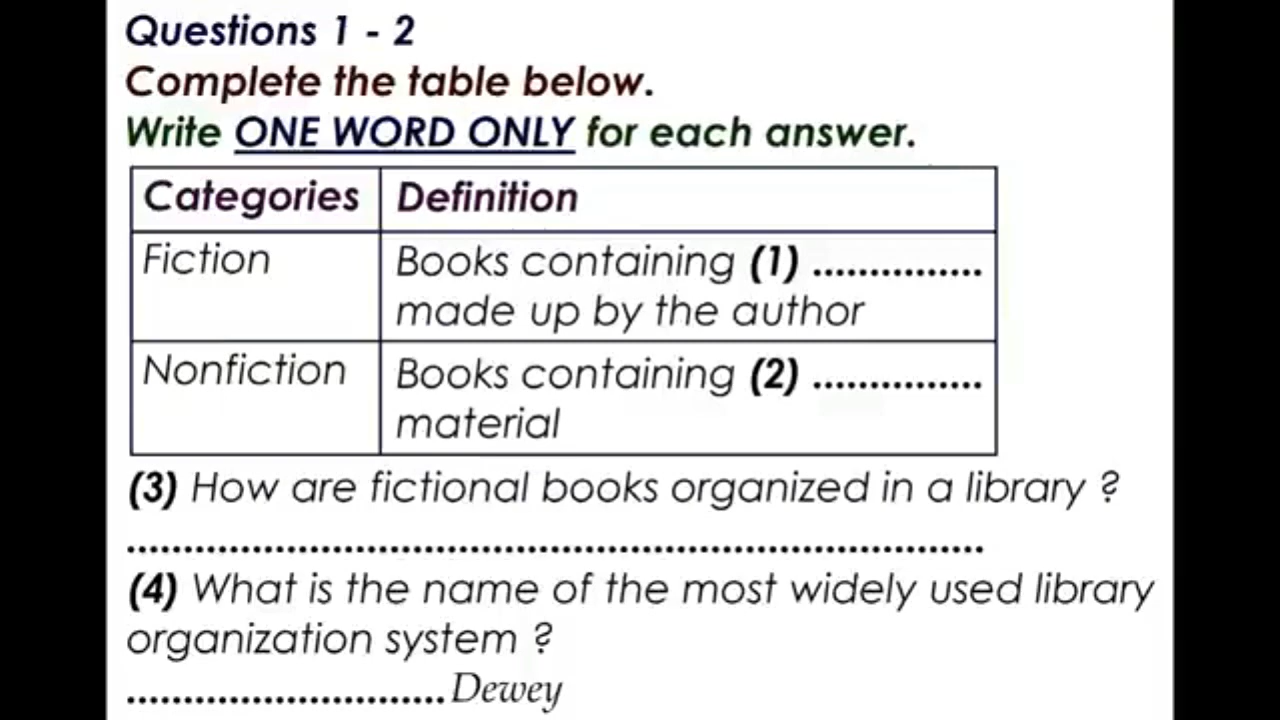 Questions 1 - 2
Complete the table below.
Write ONE WORD ONLY for each answer.
Categories Definition
Fiction Books containing (1) ...............
made up by the author
Nonfiction Books containing (2) ...............
material
(3) How are fictional books organized in a library ?
............................................................................
(4) What is the name of the most widely used library
organization system ?
............................Dewey